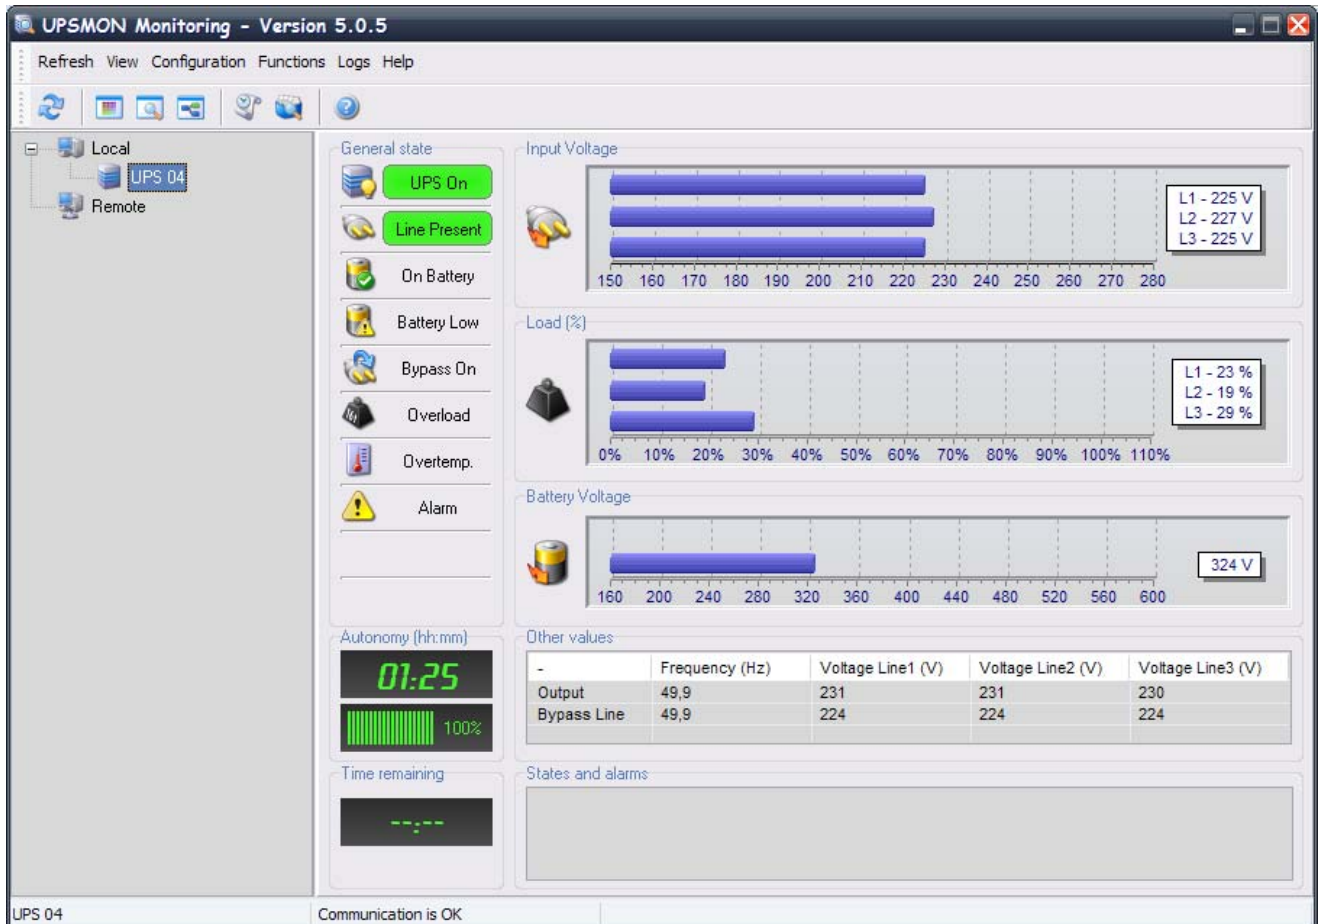 UPSMON Monitoring - Version 5.0.5
Refresh View Configuration Functions Logs Help
Local
UPS 04
Remote
General state
UPS On
Line Present
On Battery
Battery Low
Bypass On
Overload
Overtemp.
Alarm
Input Voltage
L1 - 225 V
L2 - 227 V
L3 - 225 V
150 160 170 180 190 200 210 220 230 240 250 260 270 280
Load (%)
L1 - 23 %
L2 - 19 %
L3 - 29 %
0% 10% 20% 30% 40% 50% 60% 70% 80% 90% 100% 110%
Battery Voltage
324 V
160 200 240 280 320 360 400 440 480 520 560 600
Autonomy (hh:mm)
01:25
100%
Other values
- Frequency (Hz) Voltage Line1 (V) Voltage Line2 (V) Voltage Line3 (V)
Output 49,9 231 231 230
Bypass Line 49,9 224 224 224
Time remaining
--:--
States and alarms
UPS 04 Communication is OK